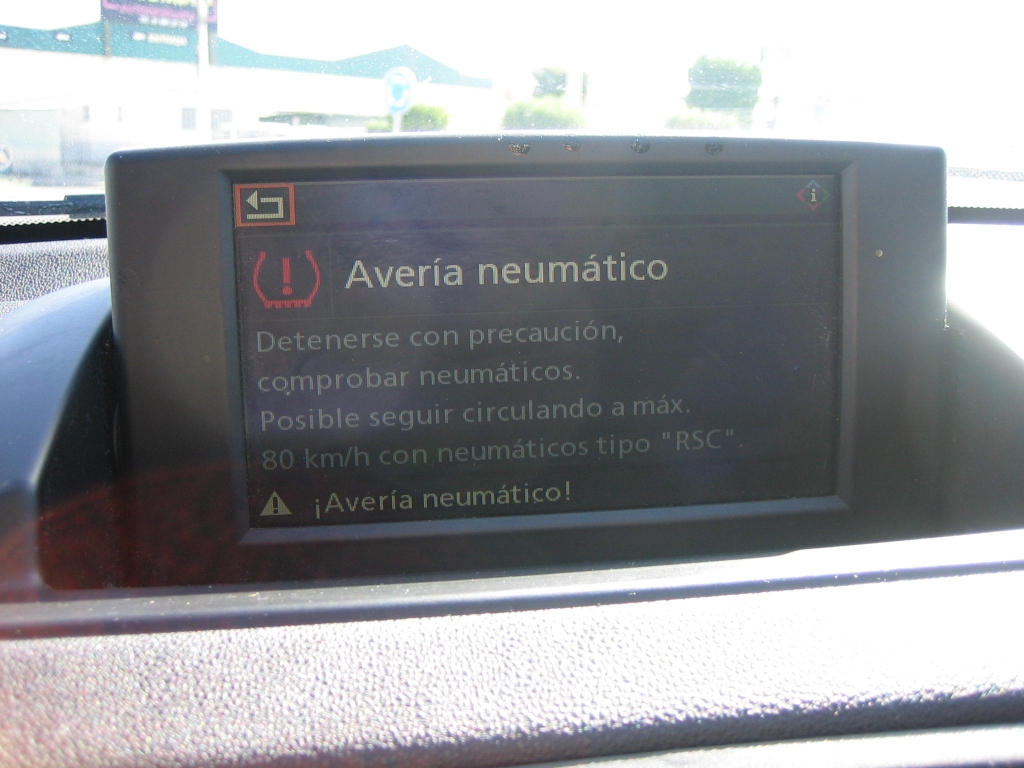 Avería neumático
Detenerse con precaución,
comprobar neumáticos.
Posible seguir circulando a máx.
80 km/h con neumáticos tipo "RSC".
¡Avería neumático!